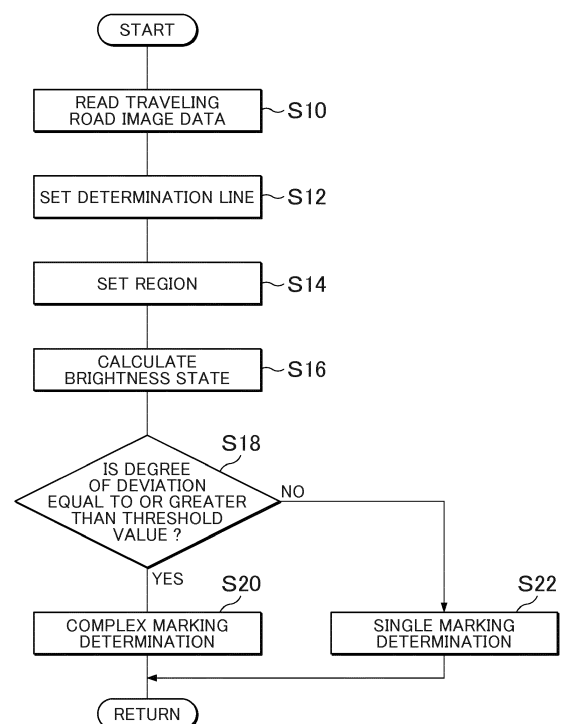 START
READ TRAVELING
ROAD IMAGE DATA
S10
SET DETERMINATION LINE
S12
SET REGION
S14
CALCULATE
BRIGHTNESS STATE
S16
S18
IS DEGREE
OF DEVIATION
EQUAL TO OR GREATER
THAN THRESHOLD
VALUE ?
NO
YES
S20
COMPLEX MARKING
DETERMINATION
S22
SINGLE MARKING
DETERMINATION
RETURN